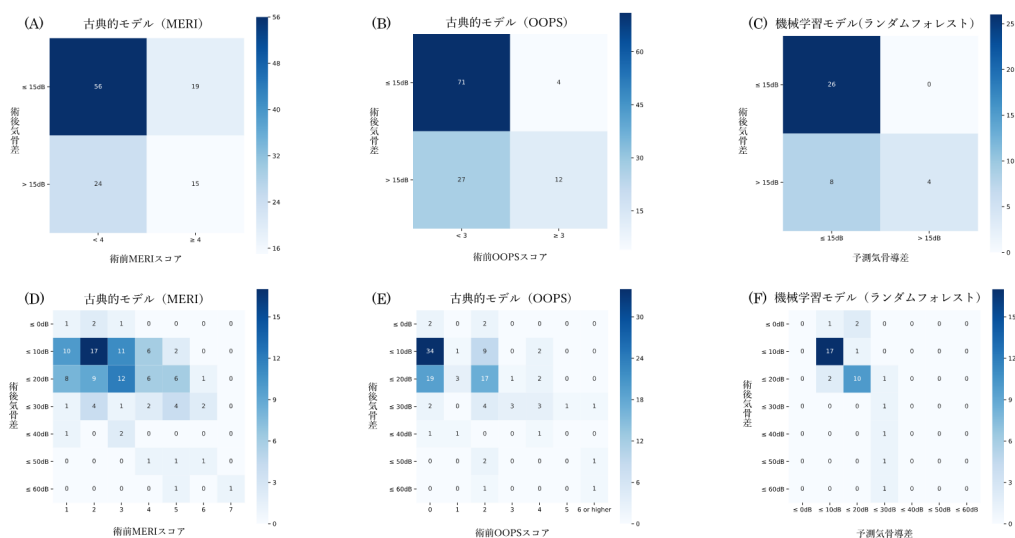 (A) 古典的モデル（MERI）
56 19
24 15
≤ 15dB
> 15dB
術後気骨差
< 4 ≥ 4
術前MERIスコア
56
48
40
32
24
16
(B) 古典的モデル（OOPS）
71 4
27 12
≤ 15dB
> 15dB
術後気骨差
< 3 ≥ 3
術前OOPSスコア
60
45
30
15
(C) 機械学習モデル(ランダムフォレスト)
26 0
8 4
≤ 15dB
> 15dB
術後気骨差
≤ 15dB > 15dB
予測気骨導差
25
20
15
10
5
0
(D) 古典的モデル（MERI）
術後気骨差
≤ 0dB 1 2 1 0 0 0 0
≤ 10dB 10 17 11 6 2 0 0
≤ 20dB 8 9 12 6 6 1 0
≤ 30dB 1 4 1 2 4 2 0
≤ 40dB 1 0 2 0 0 0 0
≤ 50dB 0 0 0 1 1 1 0
≤ 60dB 0 0 0 0 1 0 1
1 2 3 4 5 6 7
術前MERIスコア
15
12
9
6
3
0
(E) 古典的モデル（OOPS）
術後気骨差
≤ 0dB 2 0 2 0 0 0 0
≤ 10dB 34 1 9 0 2 0 0
≤ 20dB 19 3 17 1 2 0 0
≤ 30dB 2 0 4 3 3 1 1
≤ 40dB 1 1 0 0 1 0 0
≤ 50dB 0 0 2 0 0 0 1
≤ 60dB 0 0 1 0 0 0 1
0 1 2 3 4 5 6 or higher
術前OOPSスコア
30
24
18
12
6
0
(F) 機械学習モデル（ランダムフォレスト）
術後気骨差
≤ 0dB 0 1 2 0 0 0 0
≤ 10dB 0 17 1 0 0 0 0
≤ 20dB 0 2 10 0 0 0 0
≤ 30dB 0 0 0 1 0 0 0
≤ 40dB 0 0 0 1 0 0 0
≤ 50dB 0 0 0 1 0 0 0
≤ 60dB 0 0 0 1 0 0 0
≤ 0dB ≤ 10dB ≤ 20dB ≤ 30dB ≤ 40dB ≤ 50dB ≤ 60dB
予測気骨導差
15
12
9
6
3
0